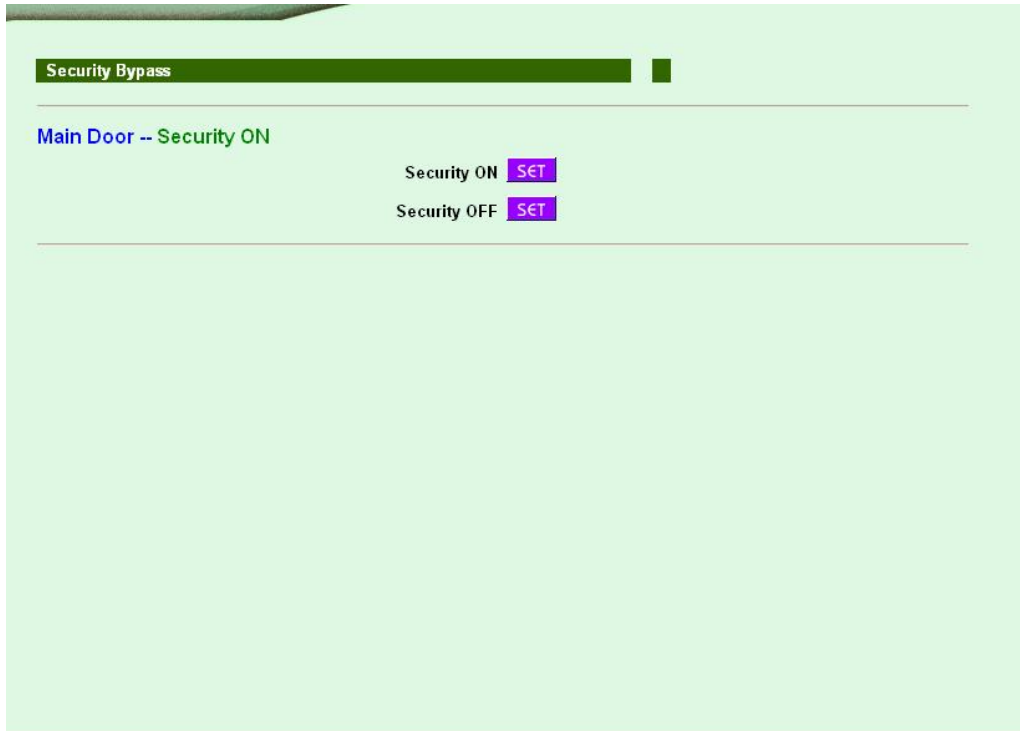 Security Bypass
Main Door -- Security ON
Security ON SET
Security OFF SET